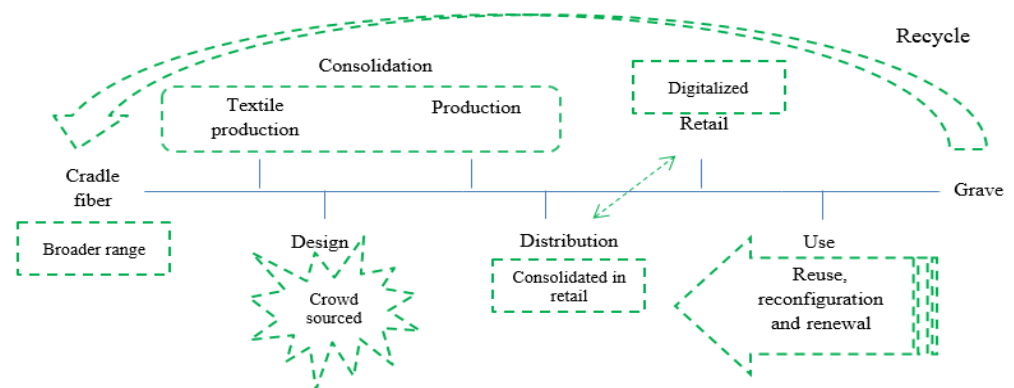 Recycle
Consolidation
Textile
production
Production
Digitalized
Retail
Cradle
fiber
Grave
Broader range
Design
Crowd
sourced
Distribution
Consolidated in
retail
Use
Reuse,
reconfiguration
and renewal